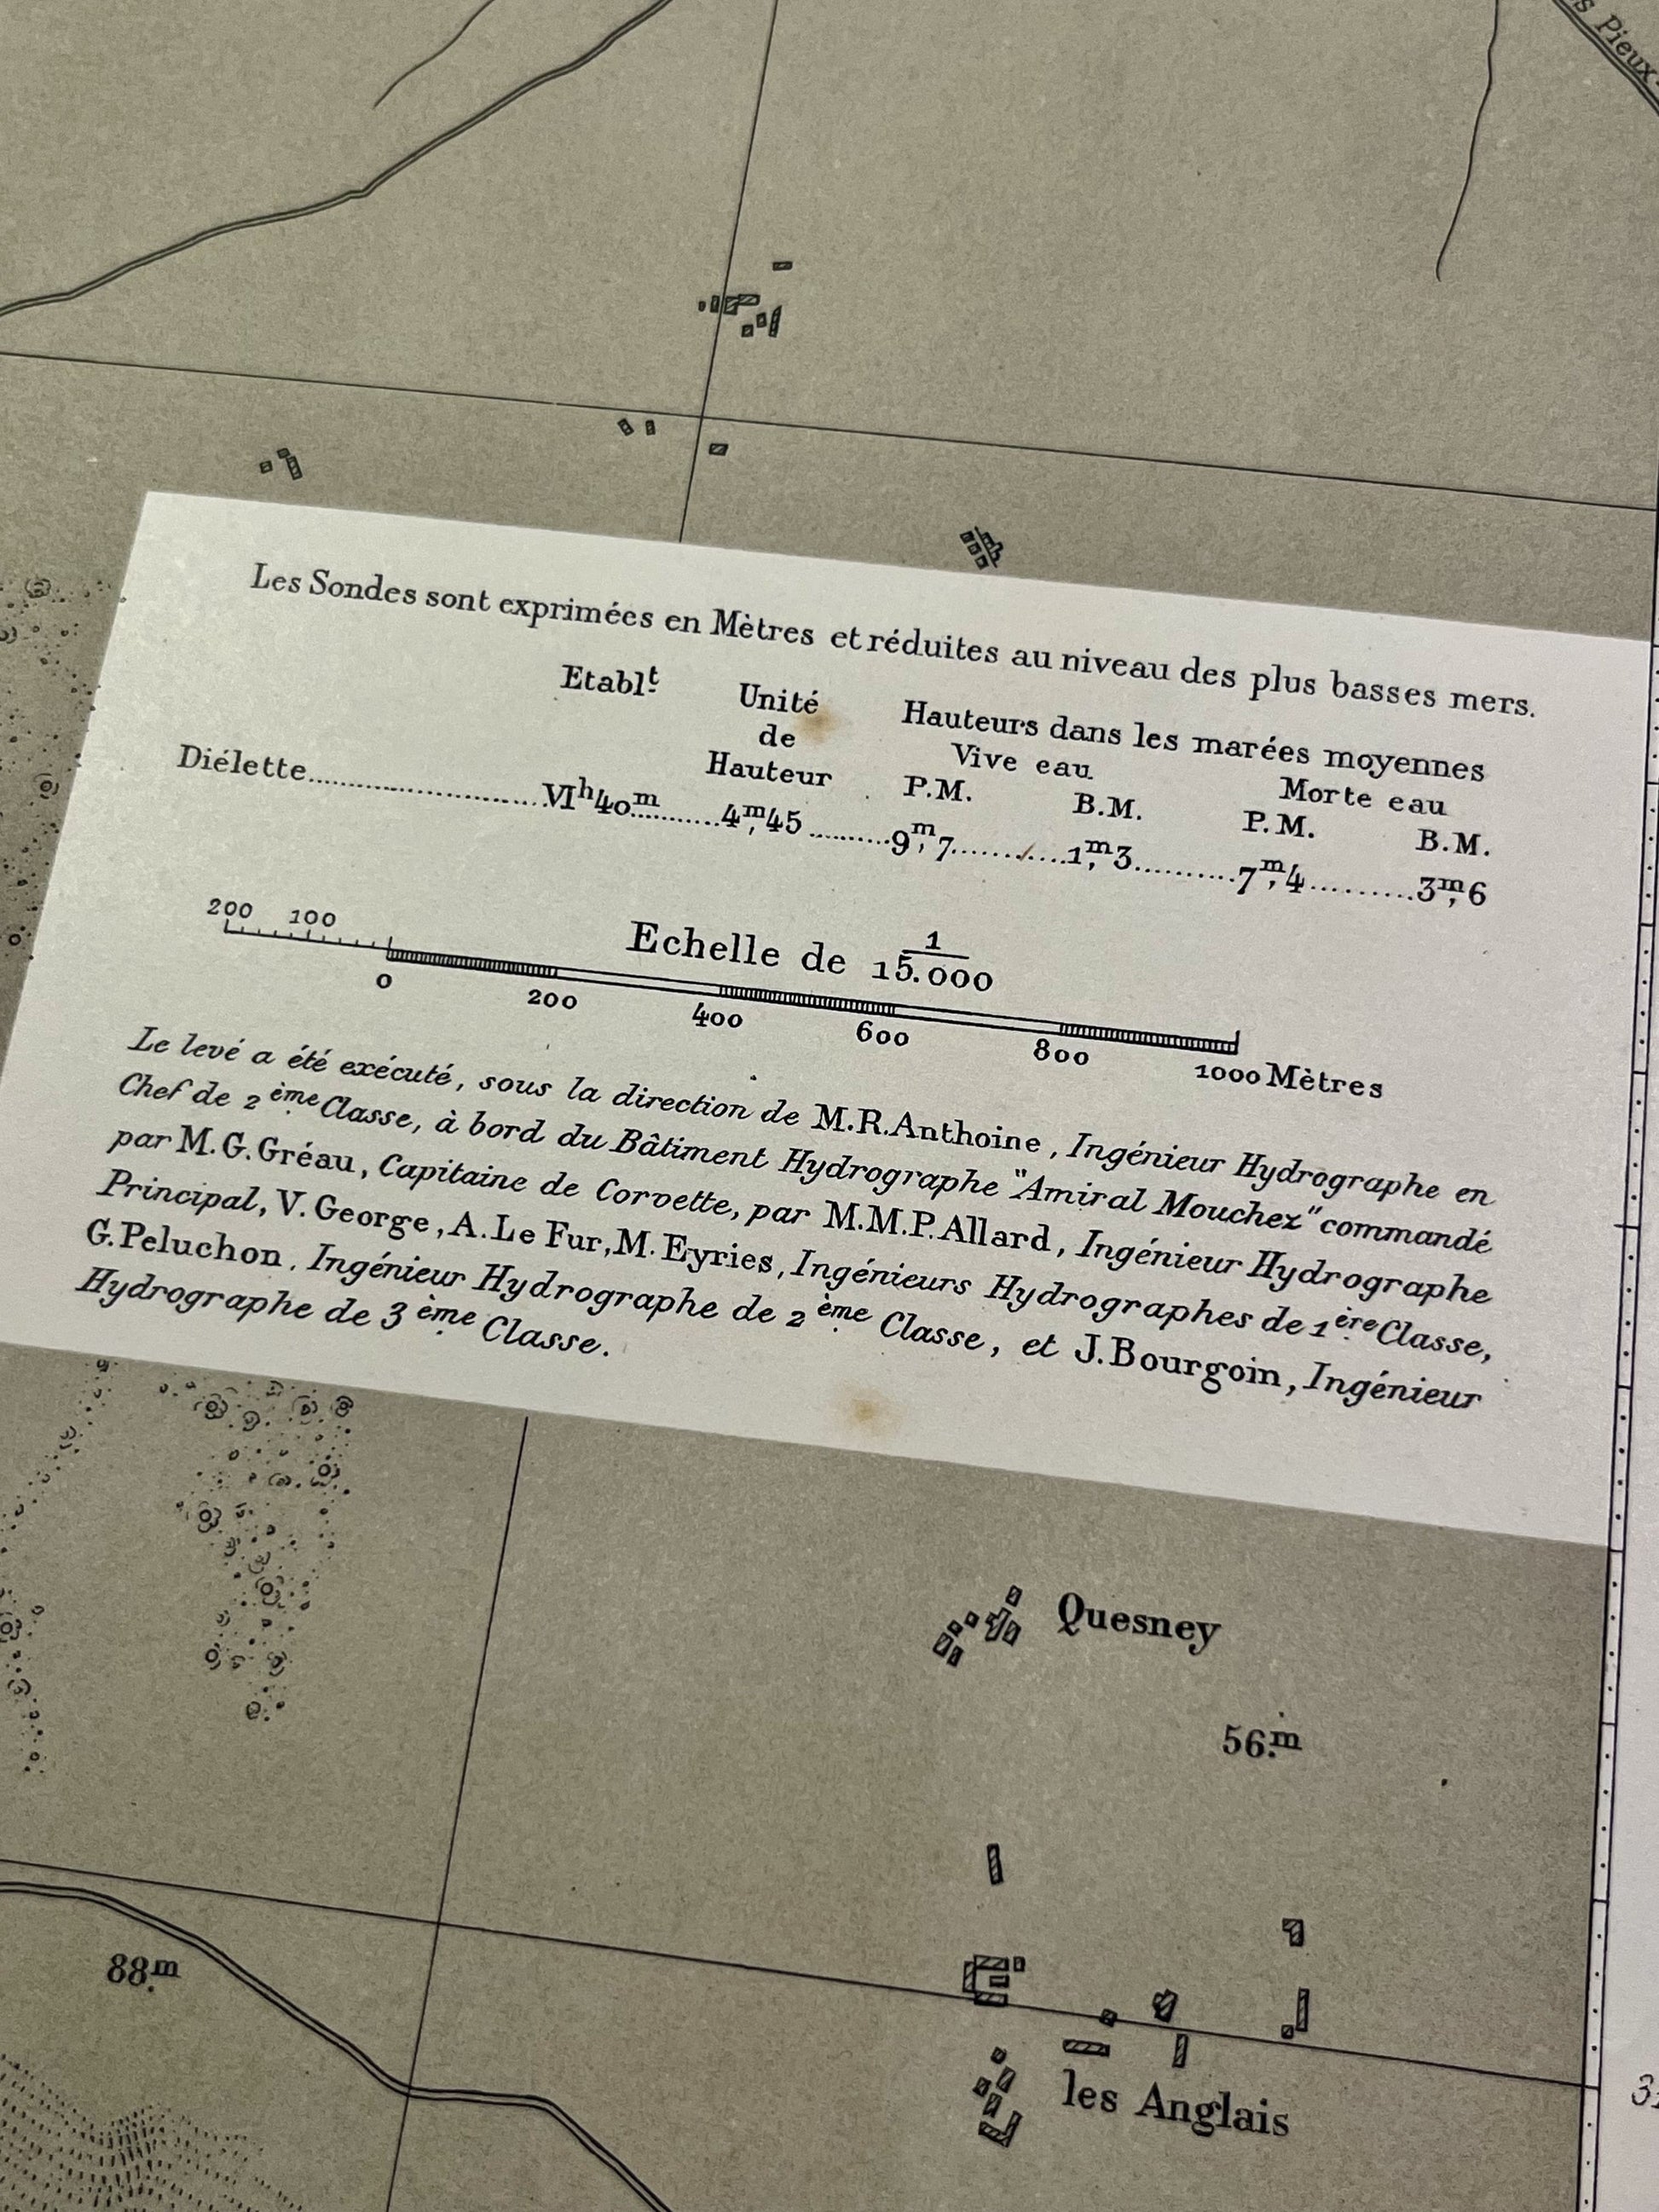 Pieux
Les Sondes sont exprimées en Mètres et réduites au niveau des plus basses mers.
Etablt
Unité
de
Hauteur
Hauteurs dans les marées moyennes
Vive eau
Morte eau
P.M.
B.M.
P.M.
B.M.
Diélette..........VIh40m..........4m,45..........9m,7..........1m,3..........7m,4..........3m,6
Echelle de 1/15.000
200 100
0 200 400 600 800 1000 Mètres
Le levé a été exécuté, sous la direction de M.R.Anthoine, Ingénieur Hydrographe en
Chef de 2ème Classe, à bord du Bâtiment Hydrographe "Amiral Mouchez" commandé
par M.G.Gréau, Capitaine de Corvette, par M.M.P.Allard, Ingénieur Hydrographe
Principal, V.George, A.Le Fur, M.Eyries, Ingénieurs Hydrographes de 1ère Classe,
G.Peluchon, Ingénieur Hydrographe de 2ème Classe, et J.Bourgoin, Ingénieur
Hydrographe de 3ème Classe.
Quesney
56.m
88.m
les Anglais